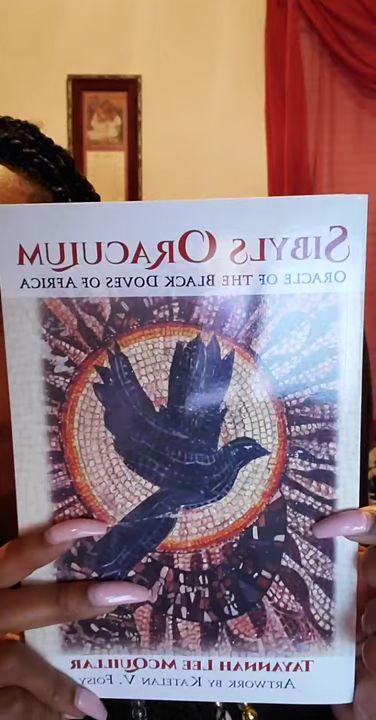 SIBYLS ORACULUM
ORACLE OF THE BLACK DOVES OF AFRICA
TAYANNAH LEE MCQUILLAR
ARTWORK BY KATELAN V. FOISY